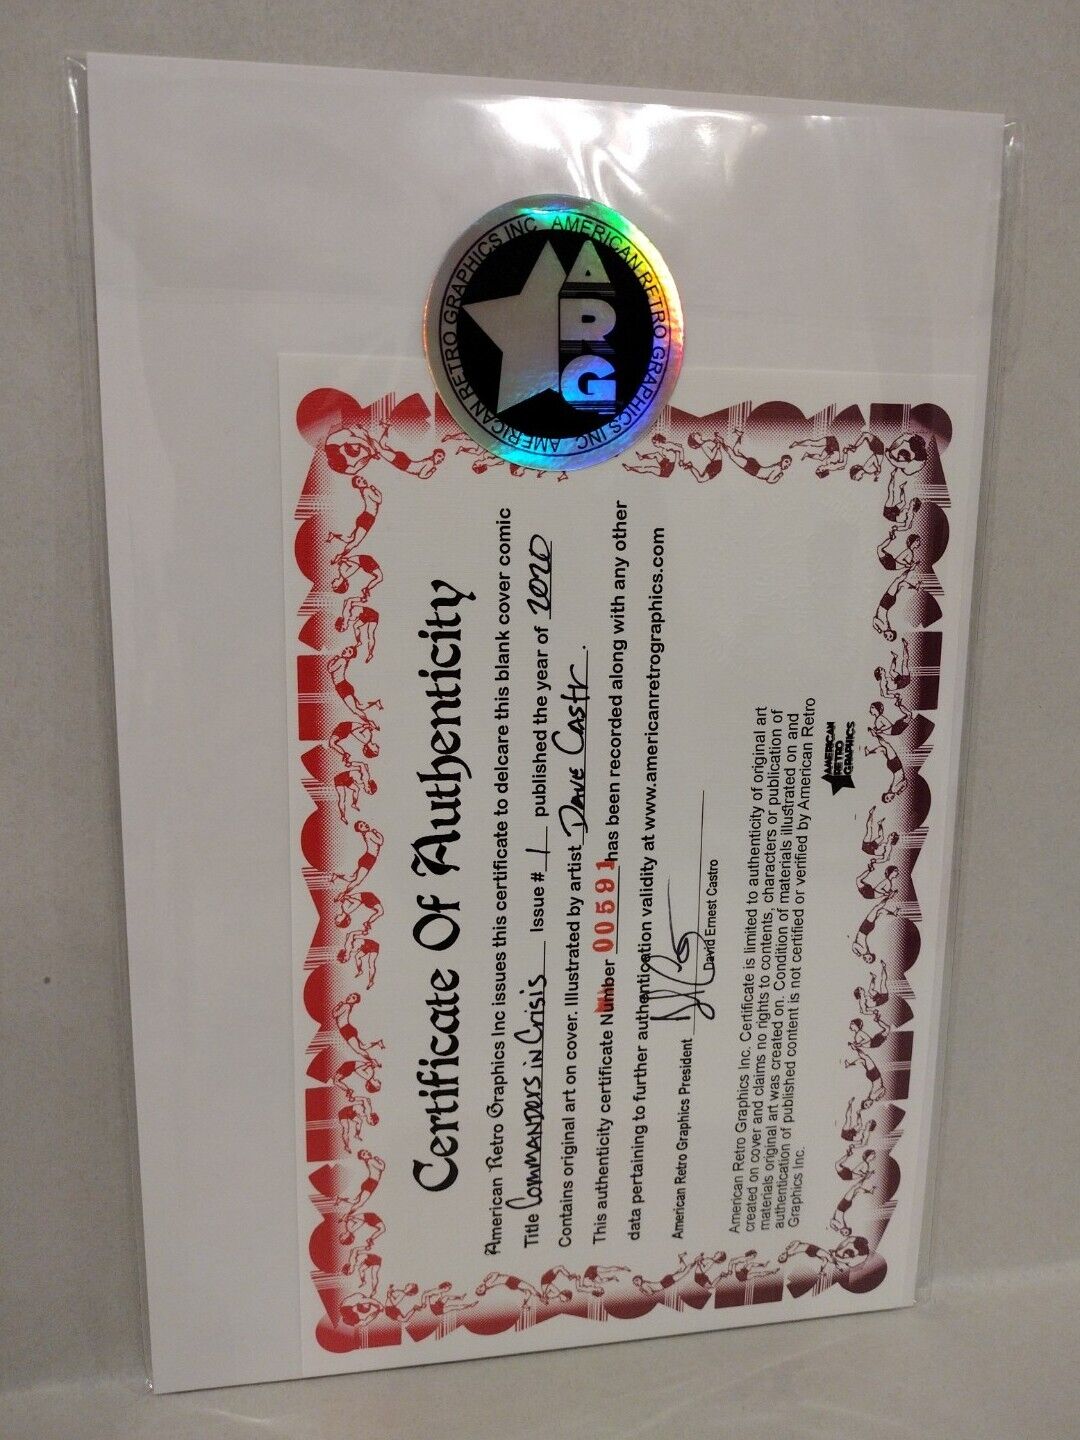 AMERICAN RETRO GRAPHICS INC AMERICAN RETRO GRAPHICS INC
ARG
Certificate Of Authenticity
American Retro Graphics Inc issues this certificate to delcare this blank cover comic
Title Commanders in Crisis Issue # 1 published the year of 2020
Contains original art on cover. Illustrated by artist Dave Castr.
This authenticity certificate Number 00591 has been recorded along with any other
data pertaining to further authentication validity at www.americanretrographics.com
American Retro Graphics President
David Ernest Castro
American Retro Graphics Inc. Certificate is limited to authenticity of original art
created on cover and claims no rights to contents, characters or publication of
materials original art was created on. Condition of materials illustrated on and
authentication of published content is not certified or verified by American Retro
Graphics Inc.
AMERICAN
RETRO
GRAPHICS